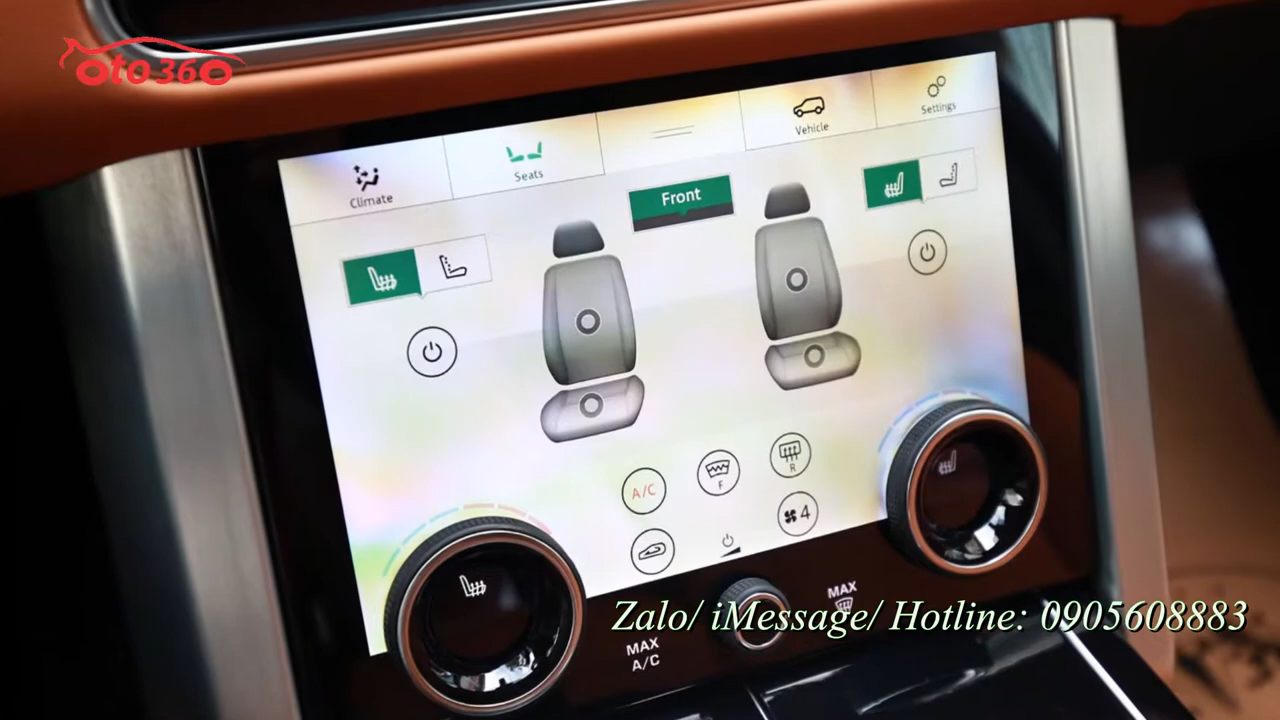 oto360
Climate
Seats
Vehicle
Settings
Front
A/C
F
R
4
MAX
A/C
MAX
Zalo/ iMessage/ Hotline: 0905608883